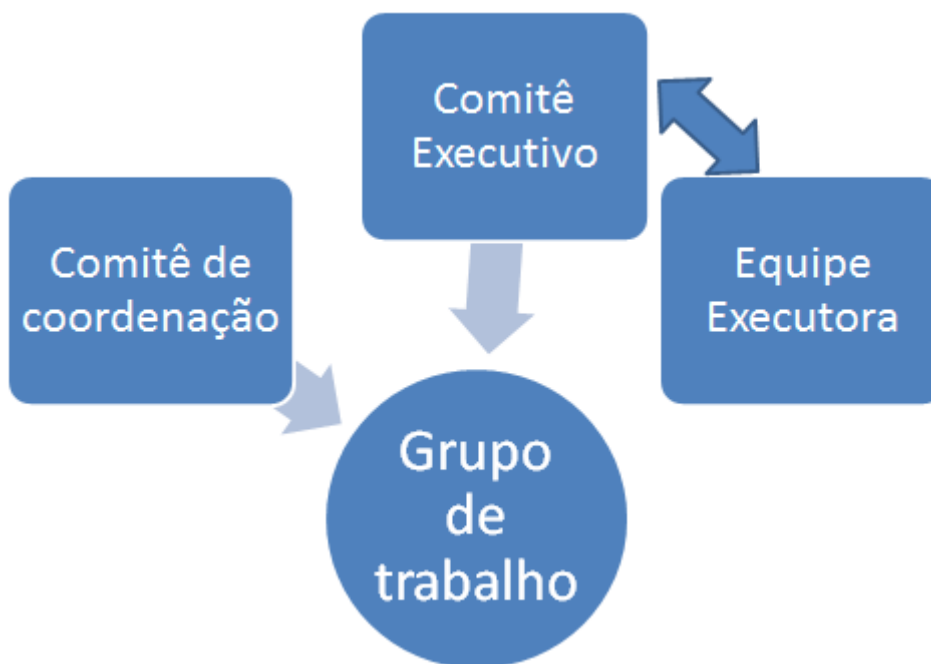 Comitê
Executivo
Comitê de
coordenação
Equipe
Executora
Grupo
de
trabalho